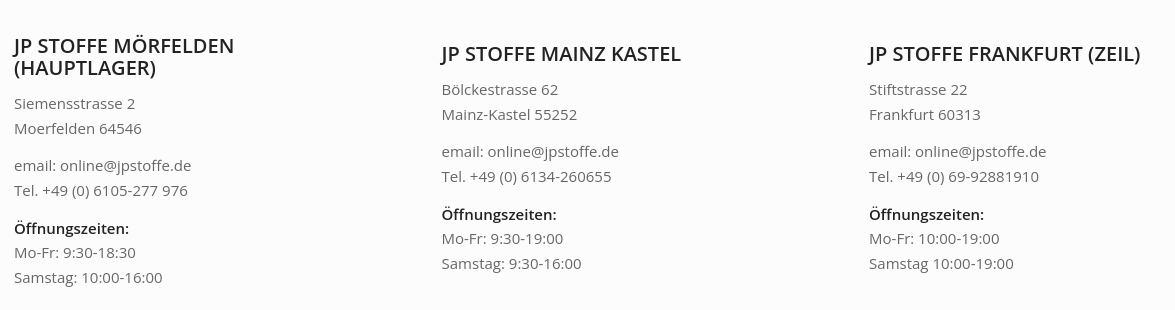 JP STOFFE MÖRFELDEN
(HAUPTLAGER)
Siemensstrasse 2
Moerfelden 64546
email: online@jpstoffe.de
Tel. +49 (0) 6105-277 976
Öffnungszeiten:
Mo-Fr: 9:30-18:30
Samstag: 10:00-16:00
JP STOFFE MAINZ KASTEL
Bölckestrasse 62
Mainz-Kastel 55252
email: online@jpstoffe.de
Tel. +49 (0) 6134-260655
Öffnungszeiten:
Mo-Fr: 9:30-19:00
Samstag: 9:30-16:00
JP STOFFE FRANKFURT (ZEIL)
Stiftstrasse 22
Frankfurt 60313
email: online@jpstoffe.de
Tel. +49 (0) 69-92881910
Öffnungszeiten:
Mo-Fr: 10:00-19:00
Samstag 10:00-19:00